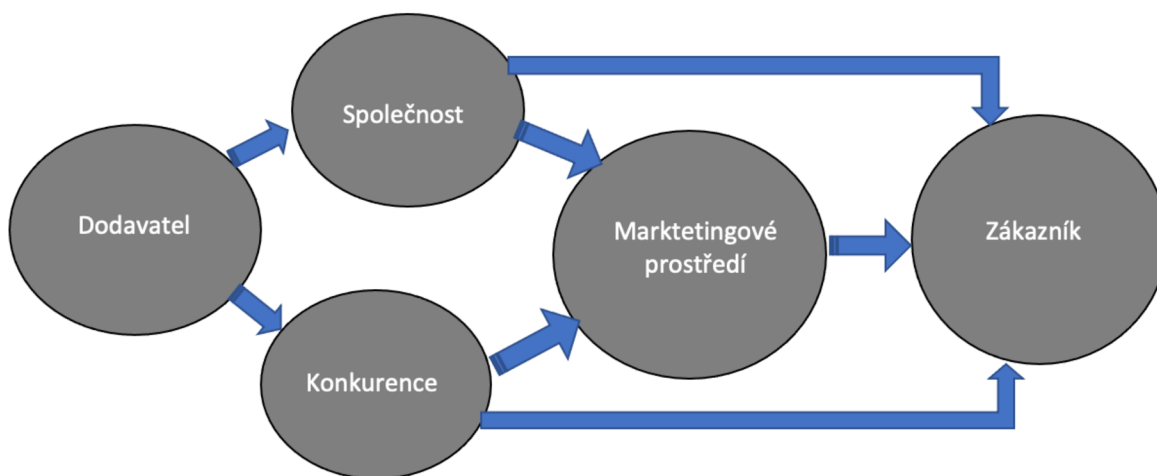 Společnost
Dodavatel
Marktetingové
prostředí
Zákazník
Konkurence